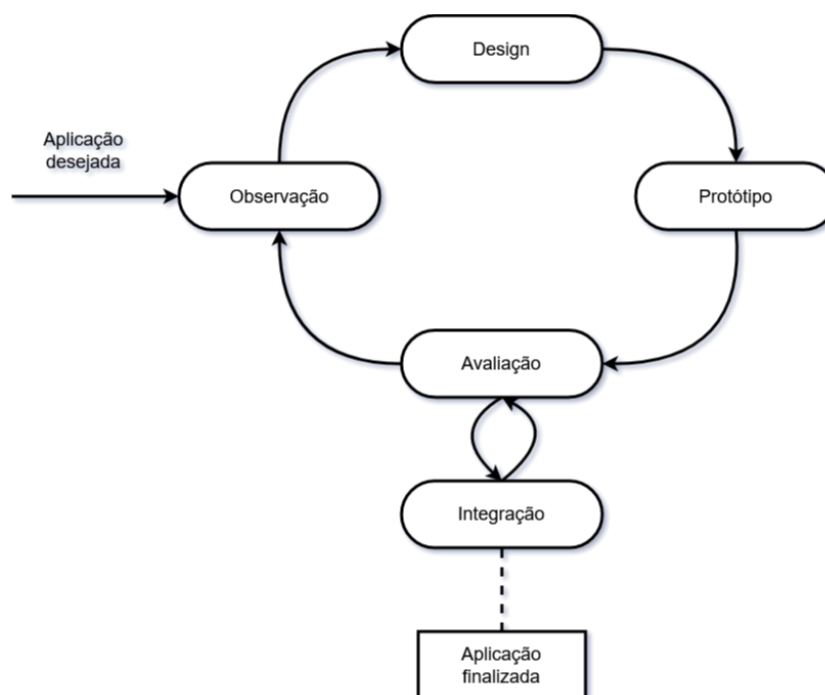 Design
Aplicação
desejada
Observação
Protótipo
Avaliação
Integração
Aplicação
finalizada